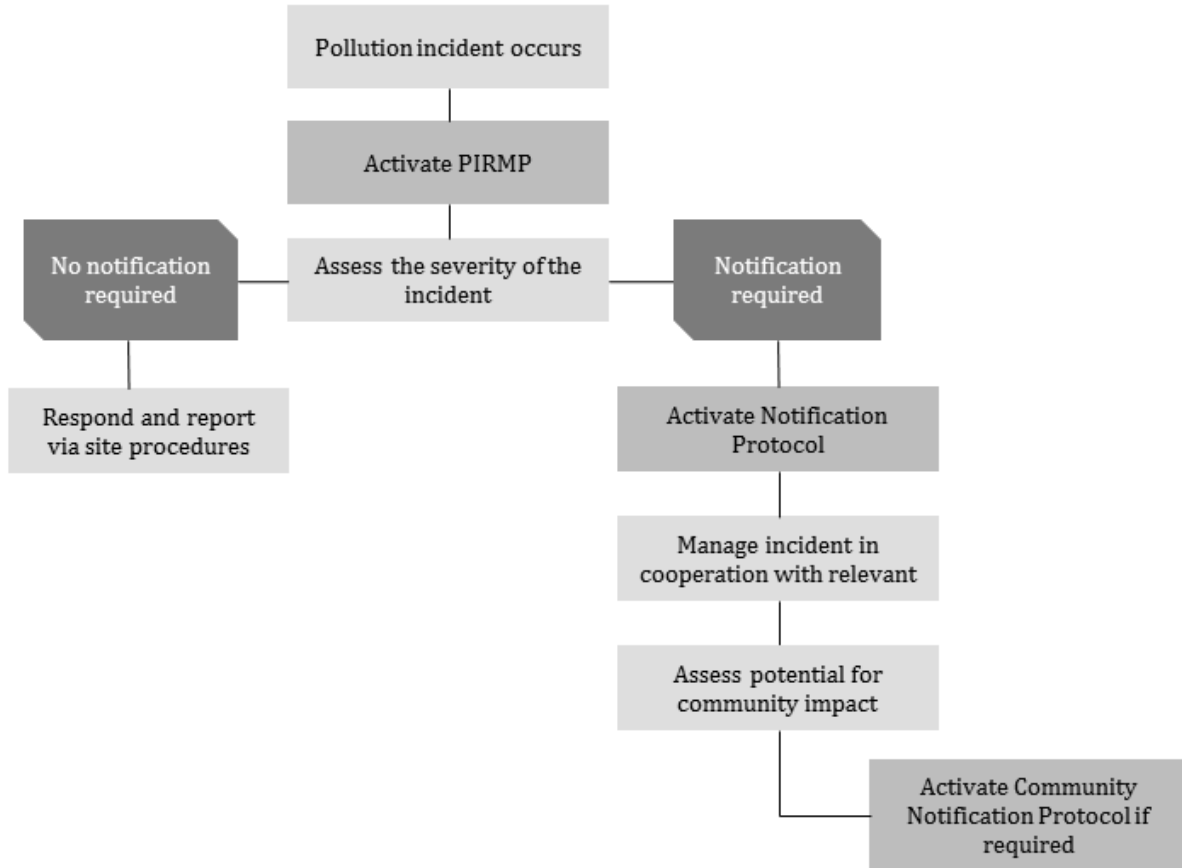 Pollution incident occurs
Activate PIRMP
No notification
required
Assess the severity of the
incident
Notification
required
Respond and report
via site procedures
Activate Notification
Protocol
Manage incident in
cooperation with relevant
Assess potential for
community impact
Activate Community
Notification Protocol if
required